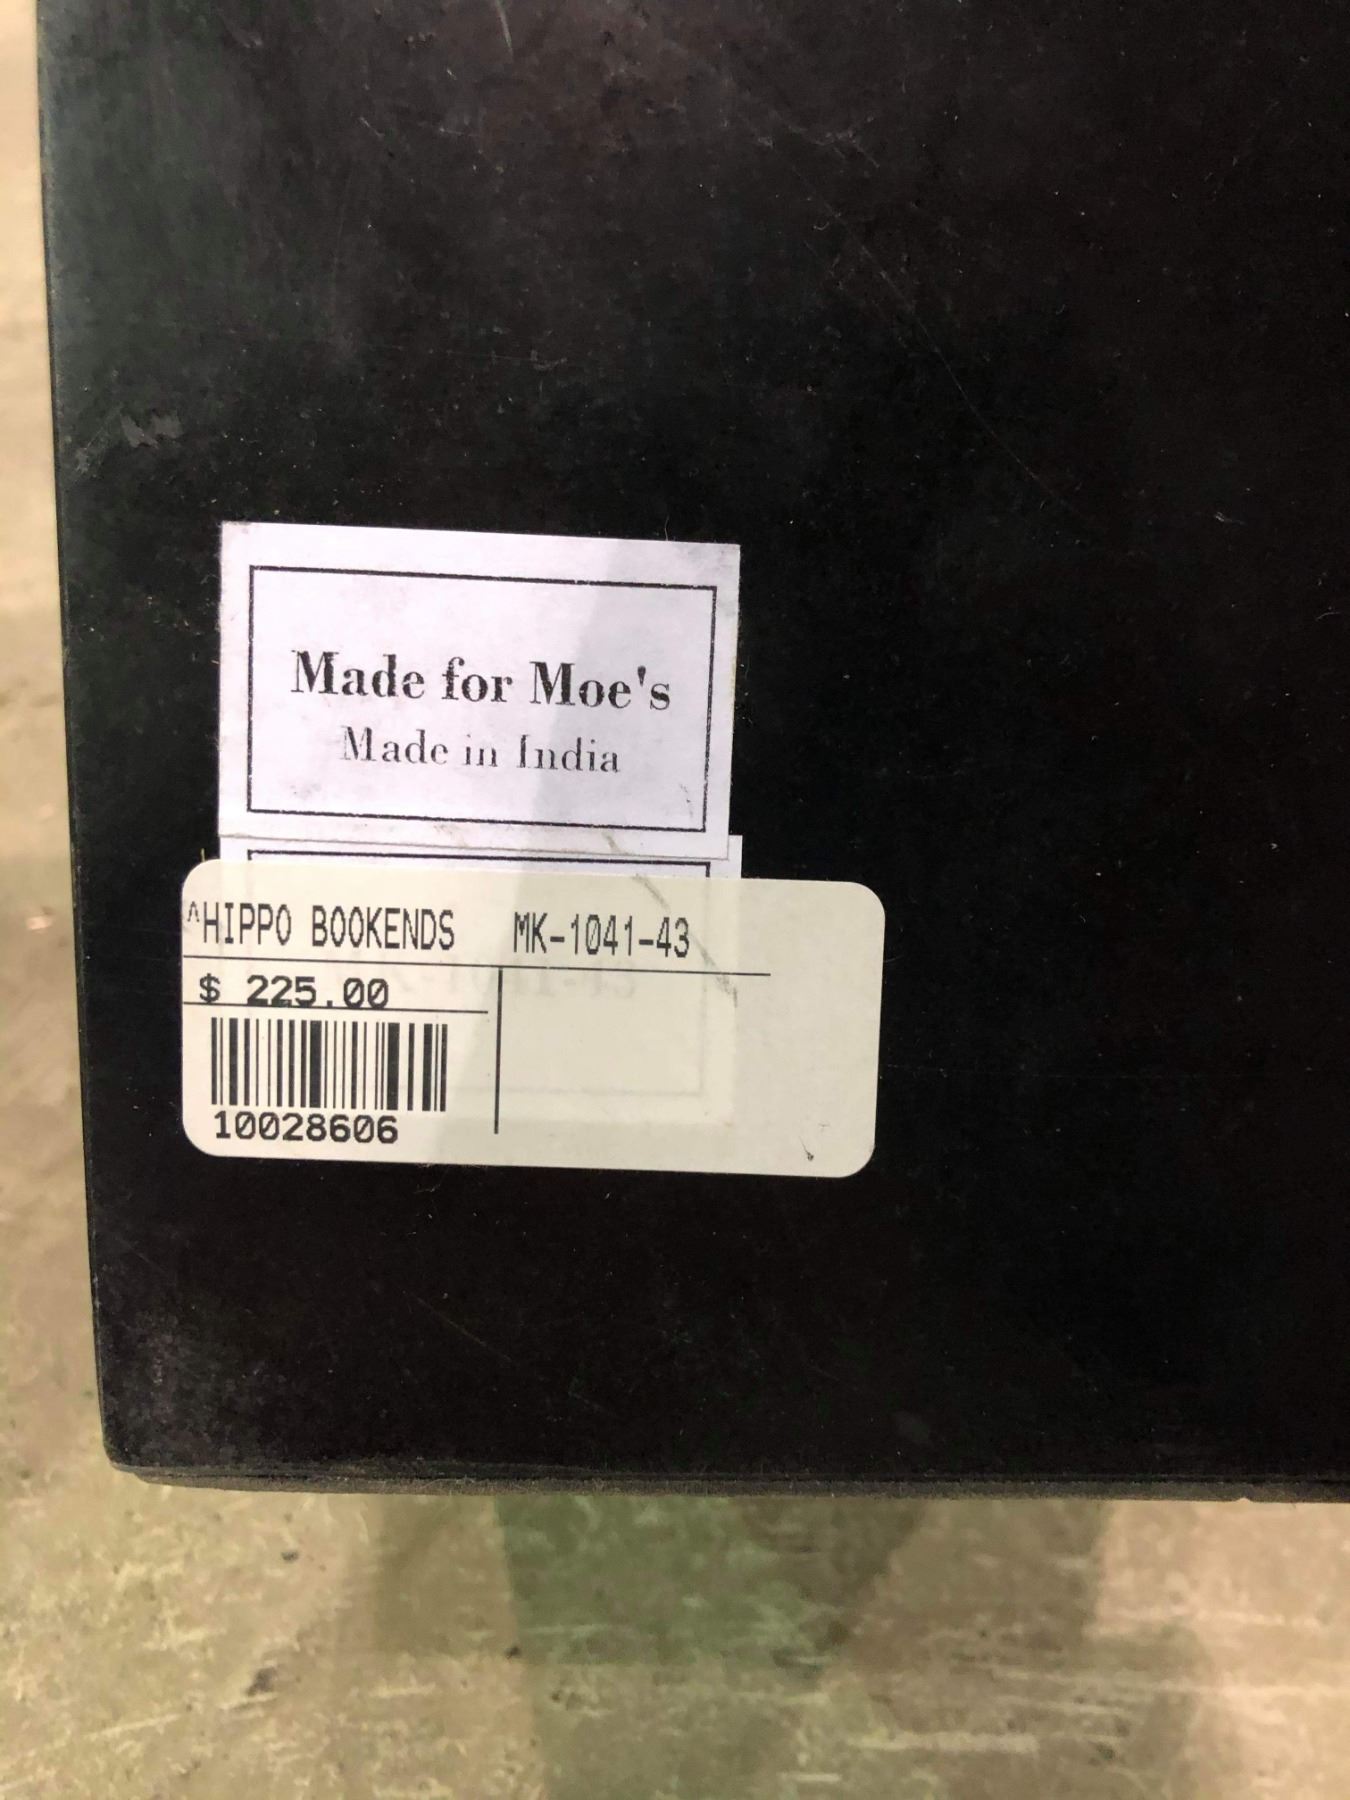 Made for Moe's
Made in India
^HIPPO BOOKENDS MK-1041-43
$ 225.00
10028606